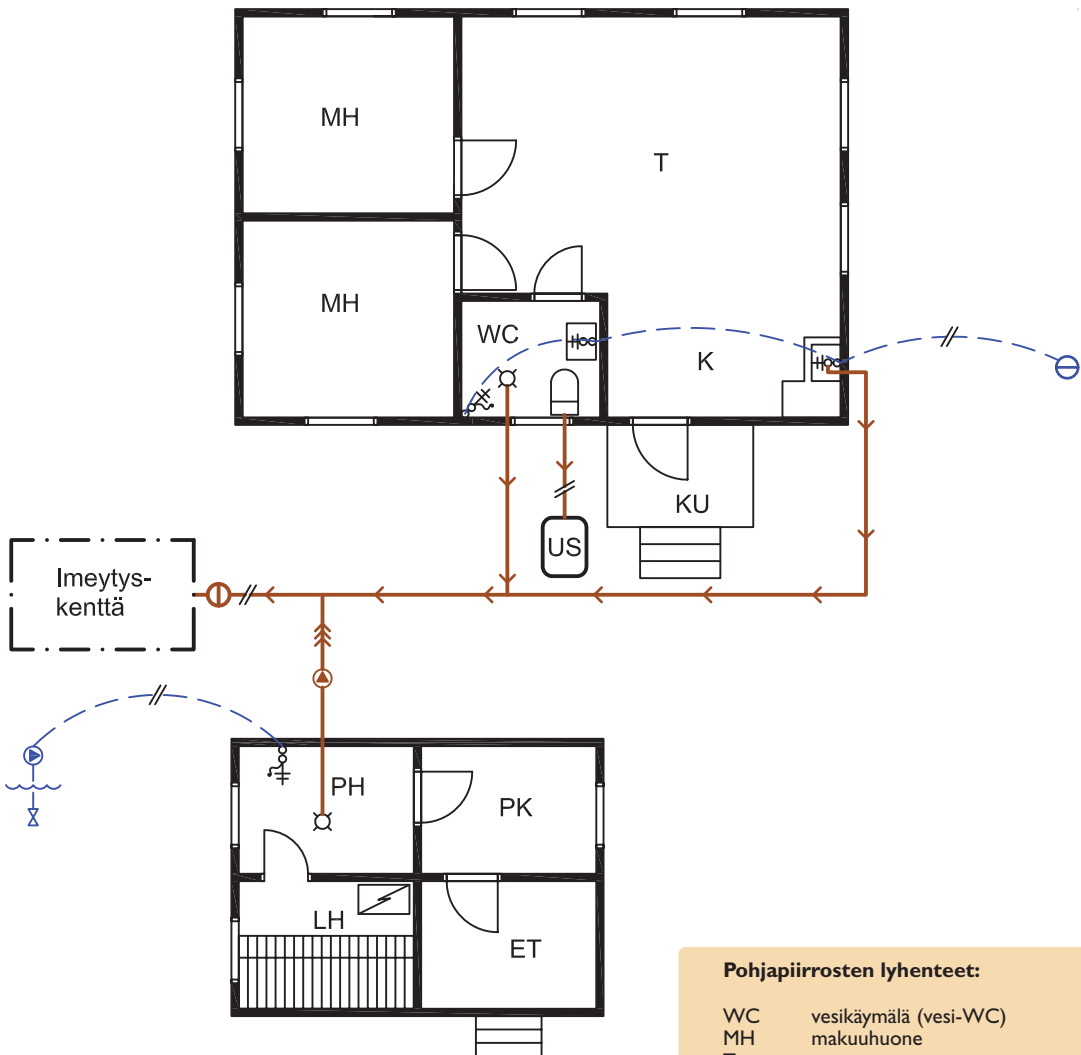 MH
T
MH
WC
K
KU
US
Imeytys-
kenttä
PH
PK
LH
ET
Pohjapiirrosten lyhenteet:
WC vesikäymälä (vesi-WC)
MH makuuhuone